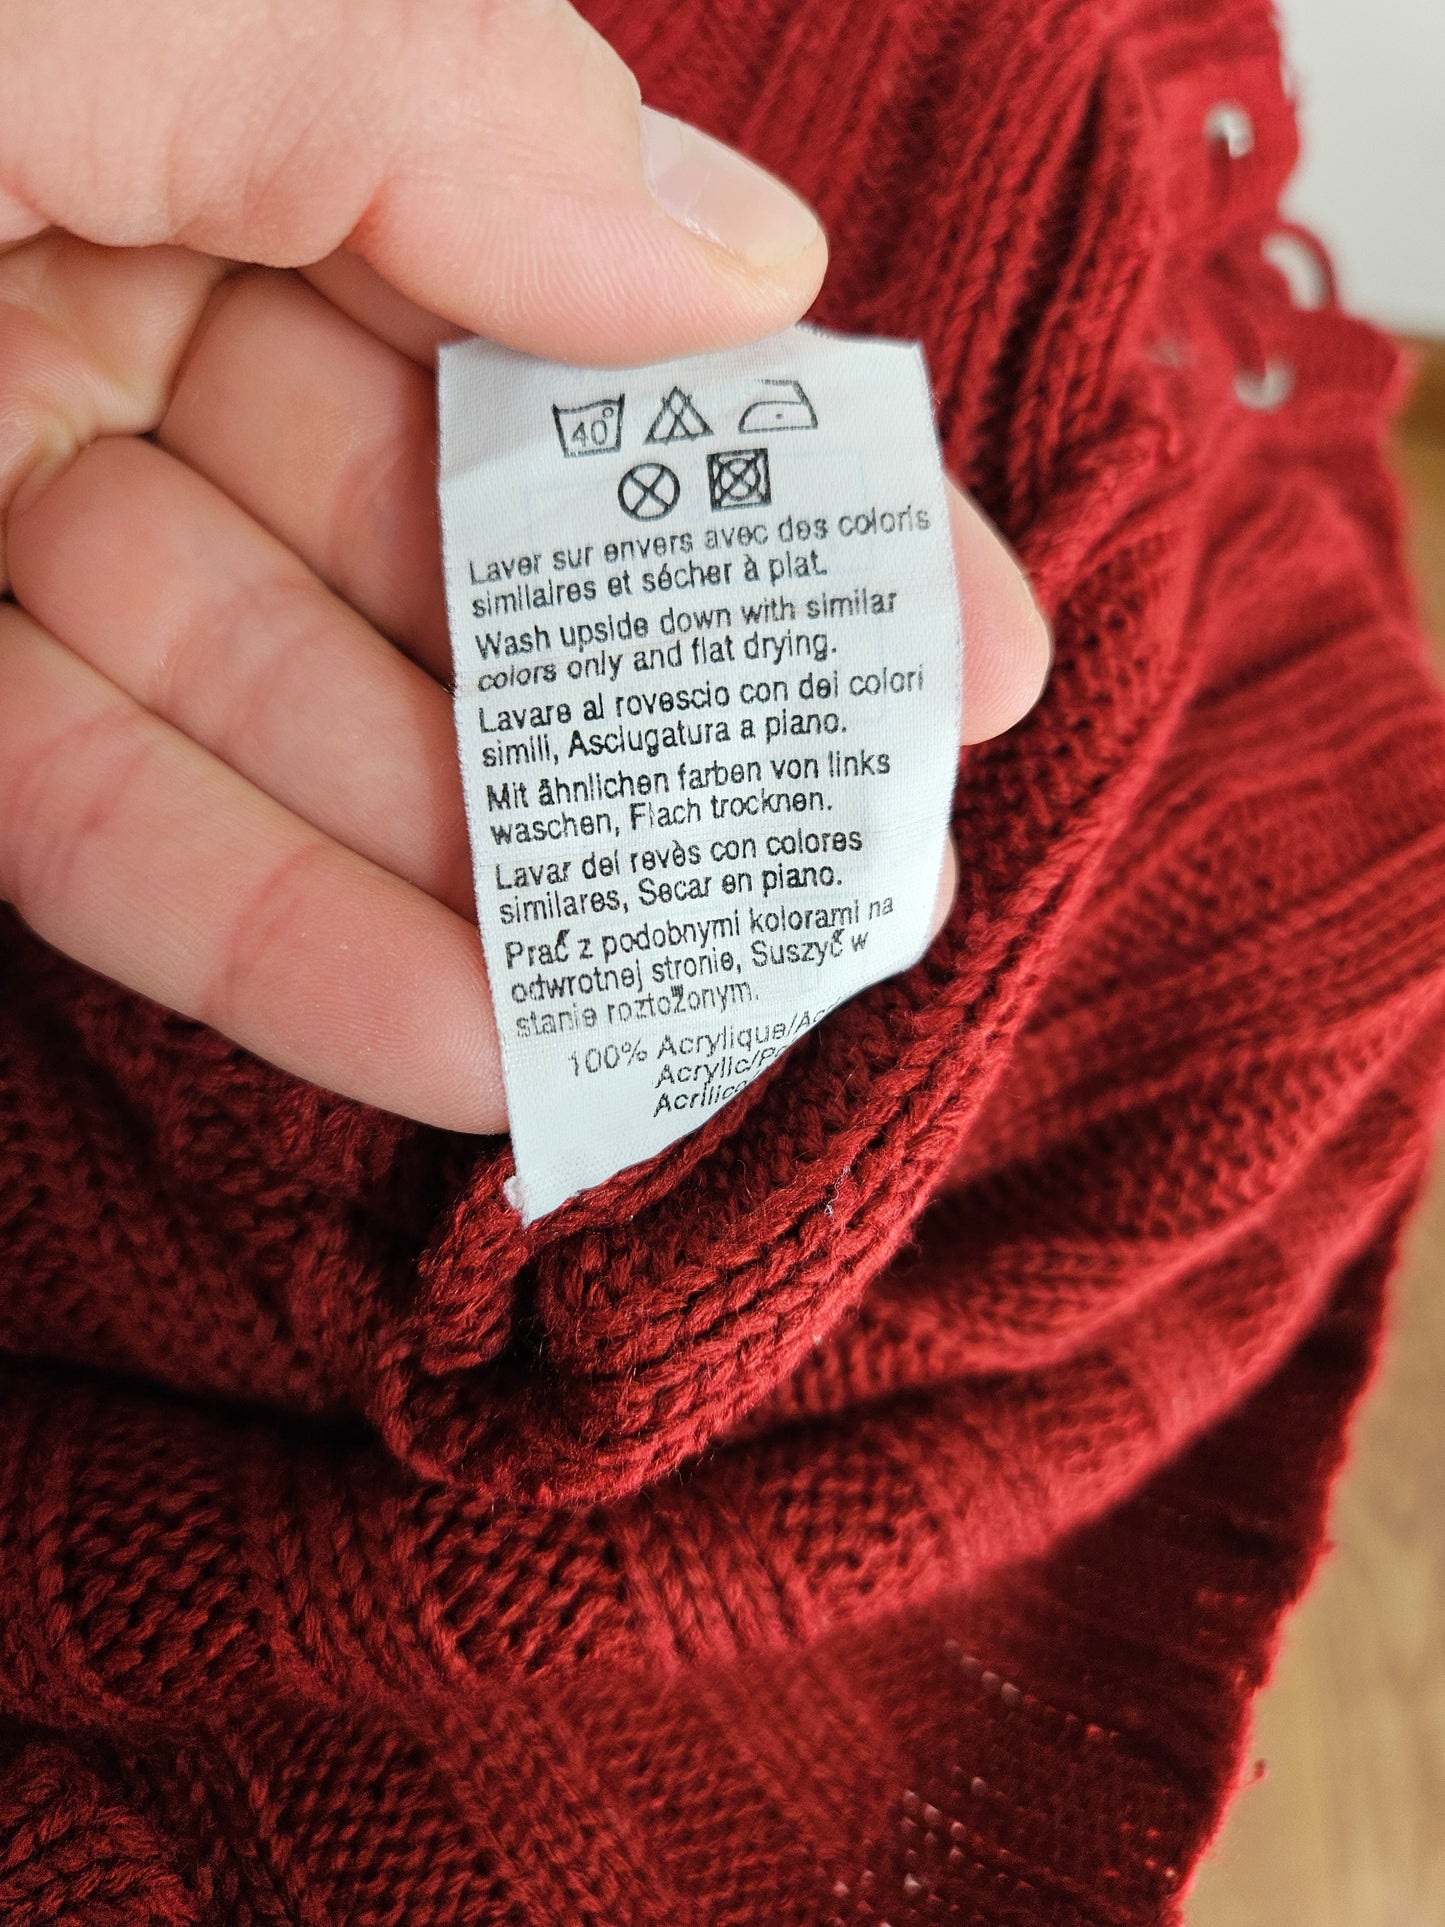 40°
Laver sur envers avec des coloris
similaires et sécher à plat.
Wash upside down with similar
colors only and flat drying.
Lavare al rovescio con dei colori
simili, Asciugatura a piano.
Mit ähnlichen farben von links
waschen, Flach trocknen.
Lavar del revès con colores
similares, Secar en piano.
Prać z podobnymi kolorami na
odwrotnej stronie, Suszyć w
stanie roztożonym.
100% Acrylique/
Acrylic/